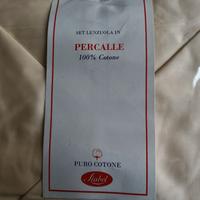 SET LENZUOLA IN
PERCALLE
100% Cotone
PURO COTONE